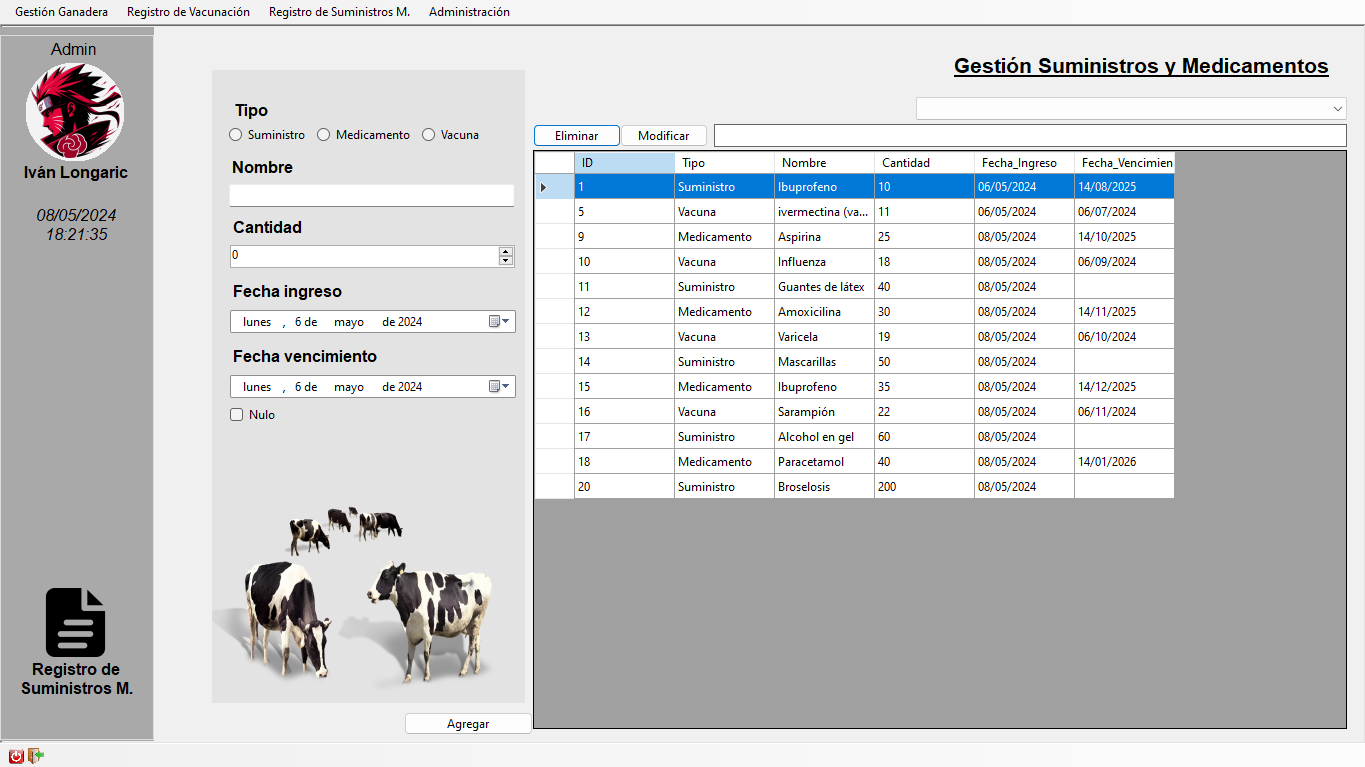 Gestión Ganadera Registro de Vacunación Registro de Suministros M. Administración
Admin
Iván Longaric
08/05/2024
18:21:35
Registro de
Suministros M.
Tipo
Suministro Medicamento Vacuna
Nombre
Cantidad
0
Fecha ingreso
lunes , 6 de mayo de 2024
Fecha vencimiento
lunes , 6 de mayo de 2024
Nulo
Agregar
Gestión Suministros y Medicamentos
Eliminar Modificar
ID Tipo Nombre Cantidad Fecha_Ingreso Fecha_Vencimien
1 Suministro Ibuprofeno 10 06/05/2024 14/08/2025
5 Vacuna ivermectina (va... 11 06/05/2024 06/07/2024
9 Medicamento Aspirina 25 08/05/2024 14/10/2025
10 Vacuna Influenza 18 08/05/2024 06/09/2024
11 Suministro Guantes de látex 40 08/05/2024
12 Medicamento Amoxicilina 30 08/05/2024 14/11/2025
13 Vacuna Varicela 19 08/05/2024 06/10/2024
14 Suministro Mascarillas 50 08/05/2024
15 Medicamento Ibuprofeno 35 08/05/2024 14/12/2025
16 Vacuna Sarampión 22 08/05/2024 06/11/2024
17 Suministro Alcohol en gel 60 08/05/2024
18 Medicamento Paracetamol 40 08/05/2024 14/01/2026
20 Suministro Broselosis 200 08/05/2024